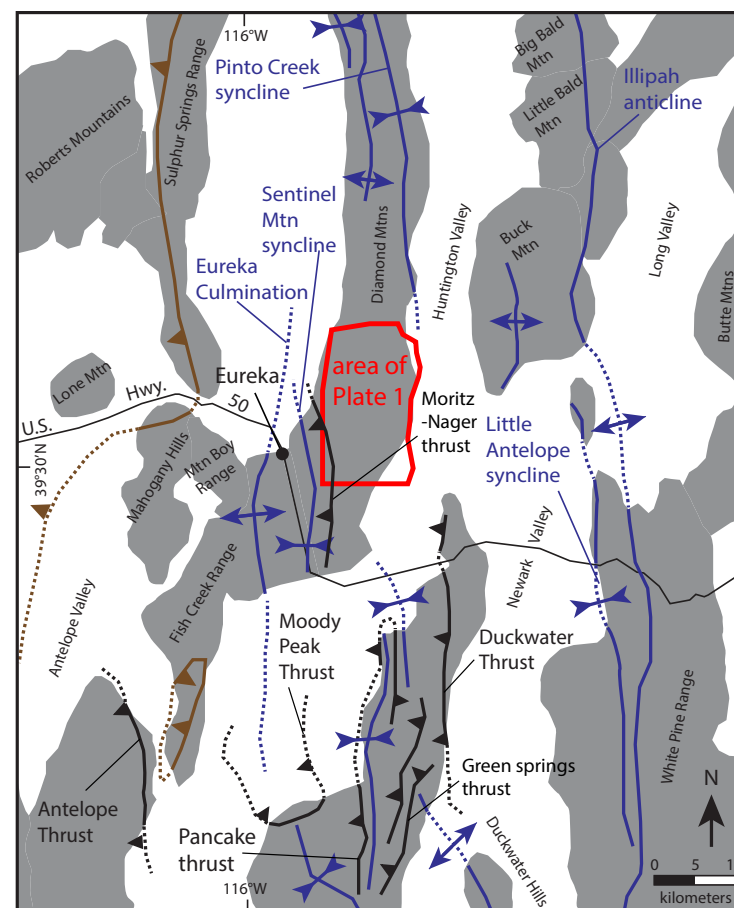 116°W
Pinto Creek
syncline
Big Bald
Mtn
Illipah
anticline
Little Bald
Mtn
Roberts Mountains
Sulphur Springs Range
Sentinel
Mtn
syncline
Eureka
Culmination
Diamond Mtns
Huntington Valley
Buck
Mtn
Long Valley
Butte Mtns
Lone Mtn
U.S.
Hwy.
50
Eureka
area of
Plate 1
Moritz
-Nager
thrust
Little
Antelope
syncline
39°30'N
Mahogany Hills
Mtn Boy
Range
Fish Creek Range
Antelope Valley
Newark
Valley
Moody
Peak
Thrust
Duckwater
Thrust
White Pine Range
Antelope
Thrust
Green springs
thrust
Pancake
thrust
Duckwater Hills
N
0 5 1
kilometers
116°W